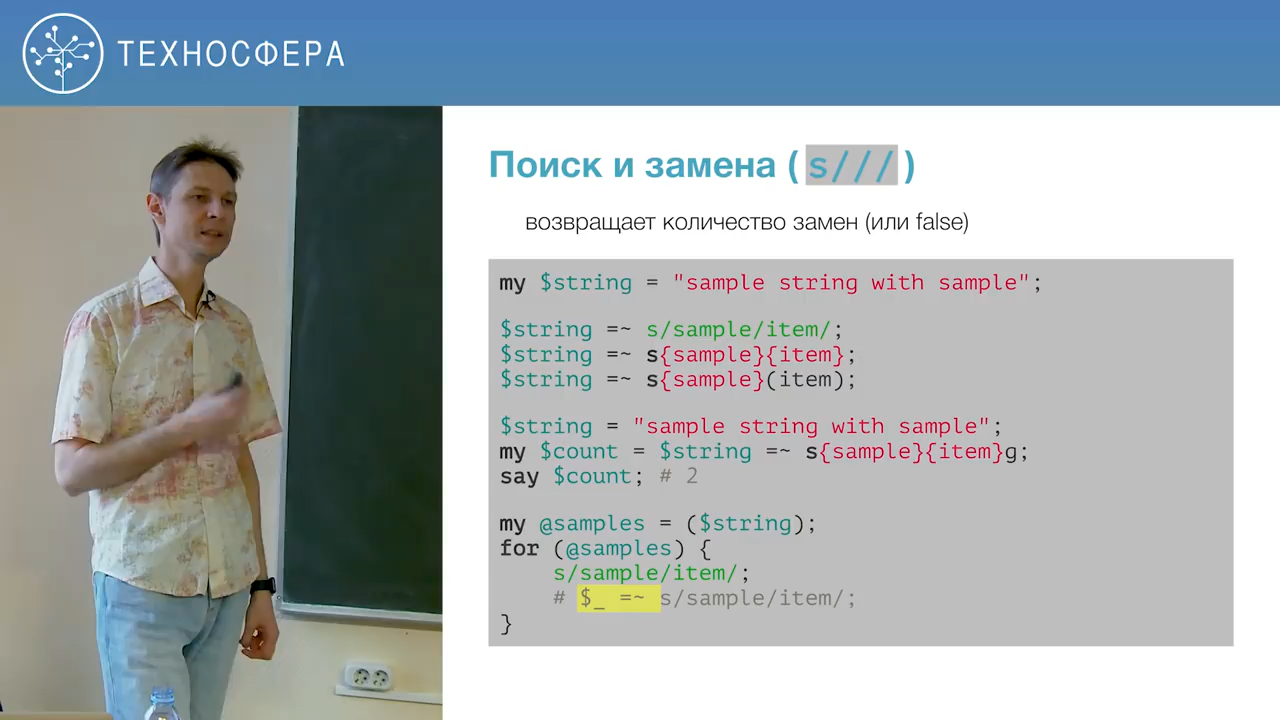 ТЕХНОСФЕРА
Поиск и замена ( s/// )
возвращает количество замен (или false)
my $string = "sample string with sample";
$string =~ s/sample/item/;
$string =~ s{sample}{item};
$string =~ s{sample}(item);
$string = "sample string with sample";
my $count = $string =~ s{sample}{item}g;
say $count; # 2
my @samples = ($string);
for (@samples) {
    s/sample/item/;
    # $_ =~ s/sample/item/;
}